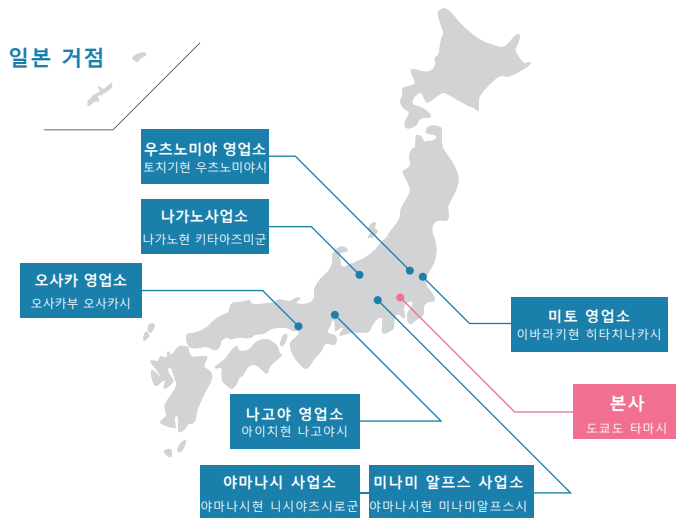 일본 거점
우츠노미야 영업소
토치기현 우츠노미야시
나가노사업소
나가노현 키타아즈미군
오사카 영업소
오사카부 오사카시
미토 영업소
이바라키현 히타치나카시
본사
도쿄도 타마시
나고야 영업소
아이치현 나고야시
야마나시 사업소
야마나시현 니시야츠시로군
미나미 알프스 사업소
야마나시현 미나미알프스시